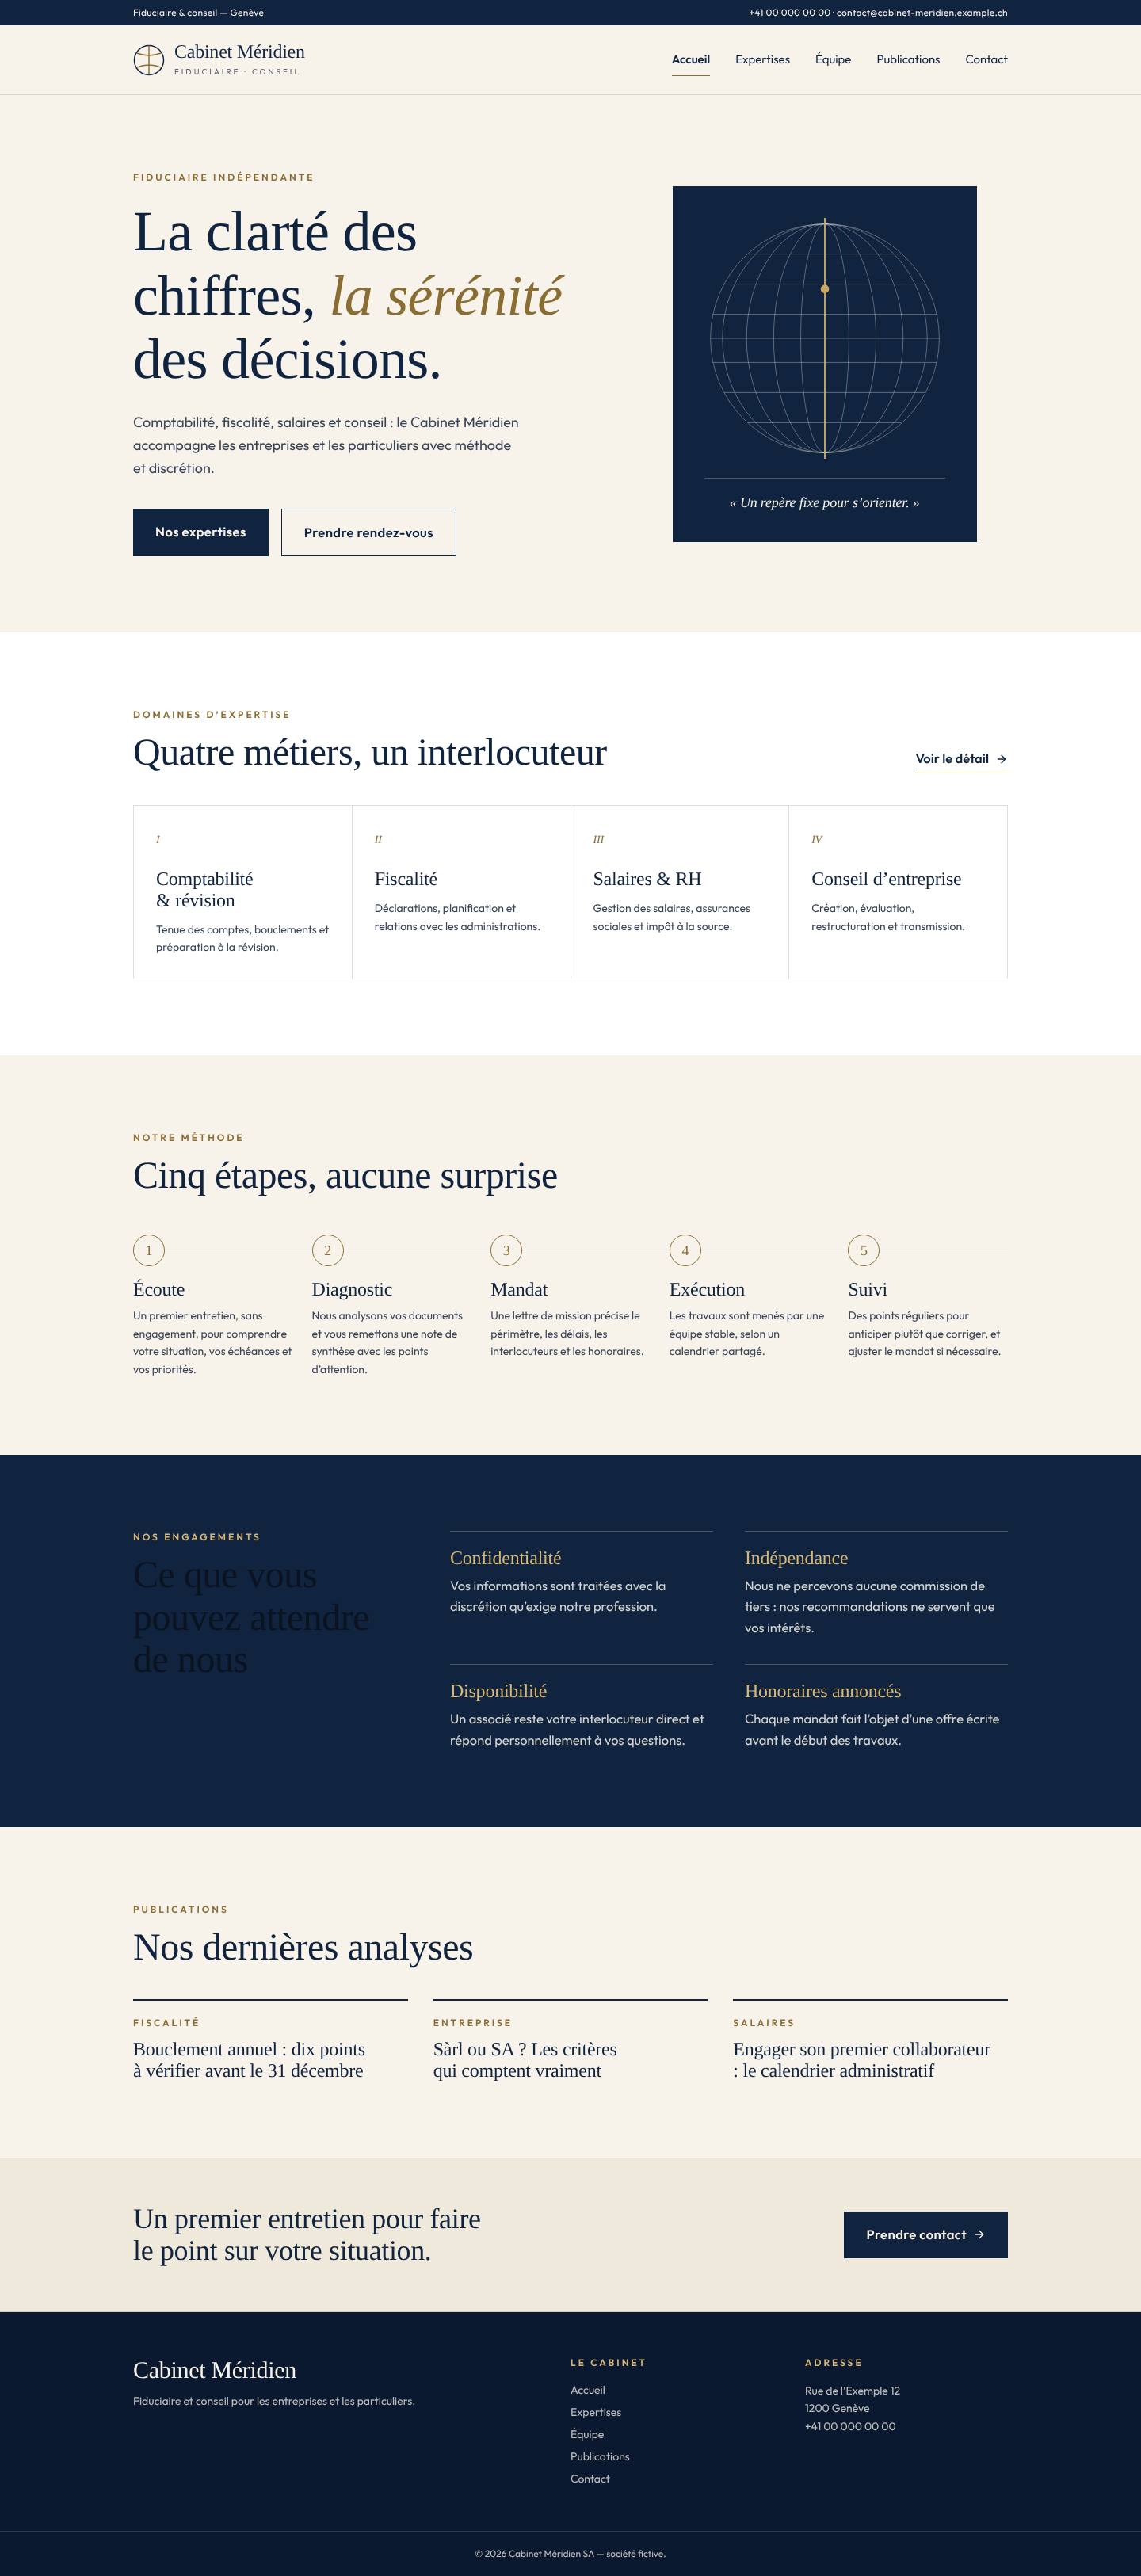 Fiduciaire & conseil — Genève
+41 00 000 00 00 · contact@cabinet-meridien.example.ch
Cabinet Méridien
FIDUCIAIRE · CONSEIL
Accueil
Expertises
Équipe
Publications
Contact
FIDUCIAIRE INDÉPENDANTE
La clarté des
chiffres, la sérénité
des décisions.
Comptabilité, fiscalité, salaires et conseil : le Cabinet Méridien
accompagne les entreprises et les particuliers avec méthode
et discrétion.
Nos expertises
Prendre rendez-vous
« Un repère fixe pour s’orienter. »
DOMAINES D’EXPERTISE
Quatre métiers, un interlocuteur
Voir le détail →
I
Comptabilité
& révision
Tenue des comptes, bouclements et
préparation à la révision.
II
Fiscalité
Déclarations, planification et
relations avec les administrations.
III
Salaires & RH
Gestion des salaires, assurances
sociales et impôt à la source.
IV
Conseil d’entreprise
Création, évaluation,
restructuration et transmission.
NOTRE MÉTHODE
Cinq étapes, aucune surprise
1
Écoute
Un premier entretien, sans
engagement, pour comprendre
votre situation, vos échéances et
vos priorités.
2
Diagnostic
Nous analysons vos documents
et vous remettons une note de
synthèse avec les points
d’attention.
3
Mandat
Une lettre de mission précise le
périmètre, les délais, les
interlocuteurs et les honoraires.
4
Exécution
Les travaux sont menés par une
équipe stable, selon un
calendrier partagé.
5
Suivi
Des points réguliers pour
anticiper plutôt que corriger, et
ajuster le mandat si nécessaire.
NOS ENGAGEMENTS
Ce que vous
pouvez attendre
de nous
Confidentialité
Vos informations sont traitées avec la
discrétion qu’exige notre profession.
Indépendance
Nous ne percevons aucune commission de
tiers : nos recommandations ne servent que
vos intérêts.
Disponibilité
Un associé reste votre interlocuteur direct et
répond personnellement à vos questions.
Honoraires annoncés
Chaque mandat fait l’objet d’une offre écrite
avant le début des travaux.
PUBLICATIONS
Nos dernières analyses
FISCALITÉ
Bouclement annuel : dix points
à vérifier avant le 31 décembre
ENTREPRISE
Sàrl ou SA ? Les critères
qui comptent vraiment
SALAIRES
Engager son premier collaborateur
: le calendrier administratif
Un premier entretien pour faire
le point sur votre situation.
Prendre contact →
Cabinet Méridien
Fiduciaire et conseil pour les entreprises et les particuliers.
LE CABINET
Accueil
Expertises
Équipe
Publications
Contact
ADRESSE
Rue de l’Exemple 12
1200 Genève
+41 00 000 00 00
© 2026 Cabinet Méridien SA — société fictive.